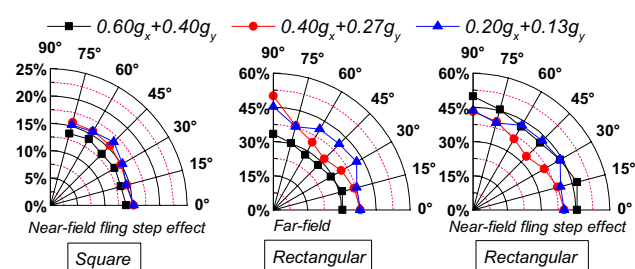 0.60gx+0.40gy 0.40gx+0.27gy 0.20gx+0.13gy
90° 75° 60° 45° 30° 15° 0°
25%
20%
15%
10%
5%
0%
Near-field fling step effect
Square
90° 75° 60° 45° 30° 15° 0°
60%
45%
30%
15%
0%
Far-field
Rectangular
90° 75° 60° 45° 30° 15° 0°
60%
45%
30%
15%
0%
Near-field fling step effect
Rectangular